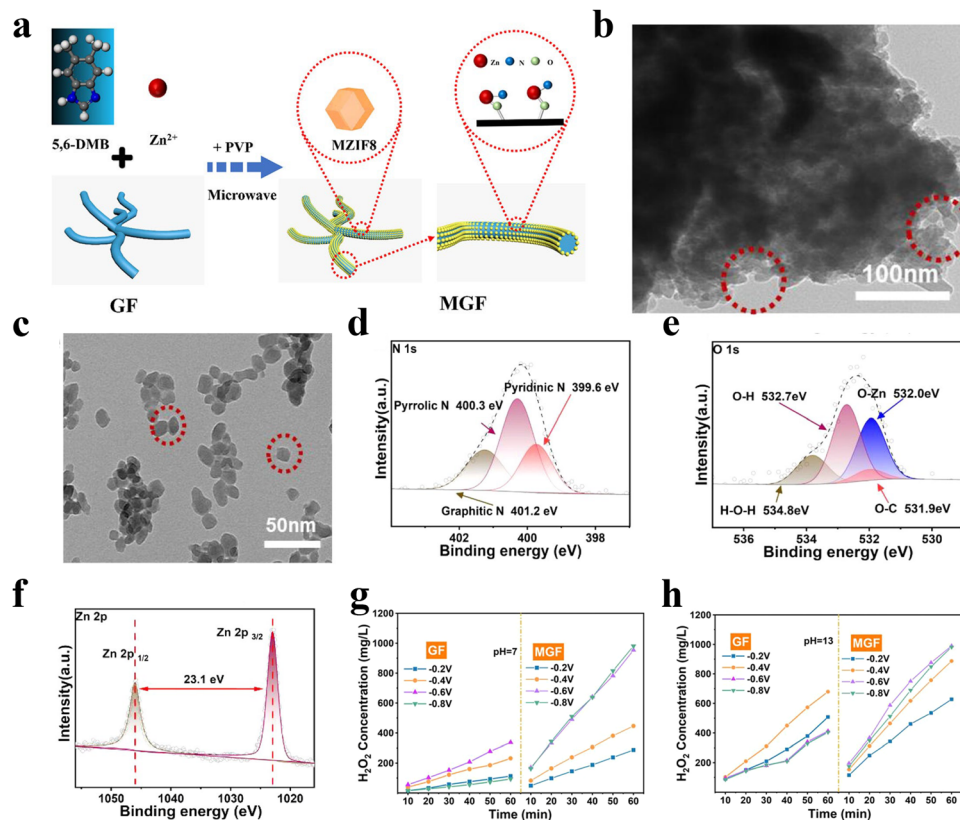 a
5,6-DMB
Zn²⁺
+ PVP
Microwave
MZIF8
Zn N O
GF
MGF
b
100nm
c
50nm
d
N 1s
Pyrrolic N 400.3 eV
Pyridinic N 399.6 eV
Graphitic N 401.2 eV
Intensity(a.u.)
402 400 398
Binding energy (eV)
e
O 1s
O-H 532.7eV
O-Zn 532.0eV
H-O-H 534.8eV
O-C 531.9eV
Intensity(a.u.)
536 534 532 530
Binding energy (eV)
f
Zn 2p
Zn 2p 1/2
Zn 2p 3/2
23.1 eV
Intensity(a.u.)
1050 1040 1030 1020
Binding energy (eV)
g
H₂O₂ Concentration (mg/L)
1200
1000
800
600
400
200
0
GF
-0.2V
-0.4V
-0.6V
-0.8V
pH=7
MGF
-0.2V
-0.4V
-0.6V
-0.8V
10 20 30 40 50 60 10 20 30 40 50 60
Time (min)
h
H₂O₂ Concentration (mg/L)
1200
1000
800
600
400
200
0
GF
-0.2V
-0.4V
-0.6V
-0.8V
pH=13
MGF
-0.2V
-0.4V
-0.6V
-0.8V
10 20 30 40 50 60 10 20 30 40 50 60
Time (min)